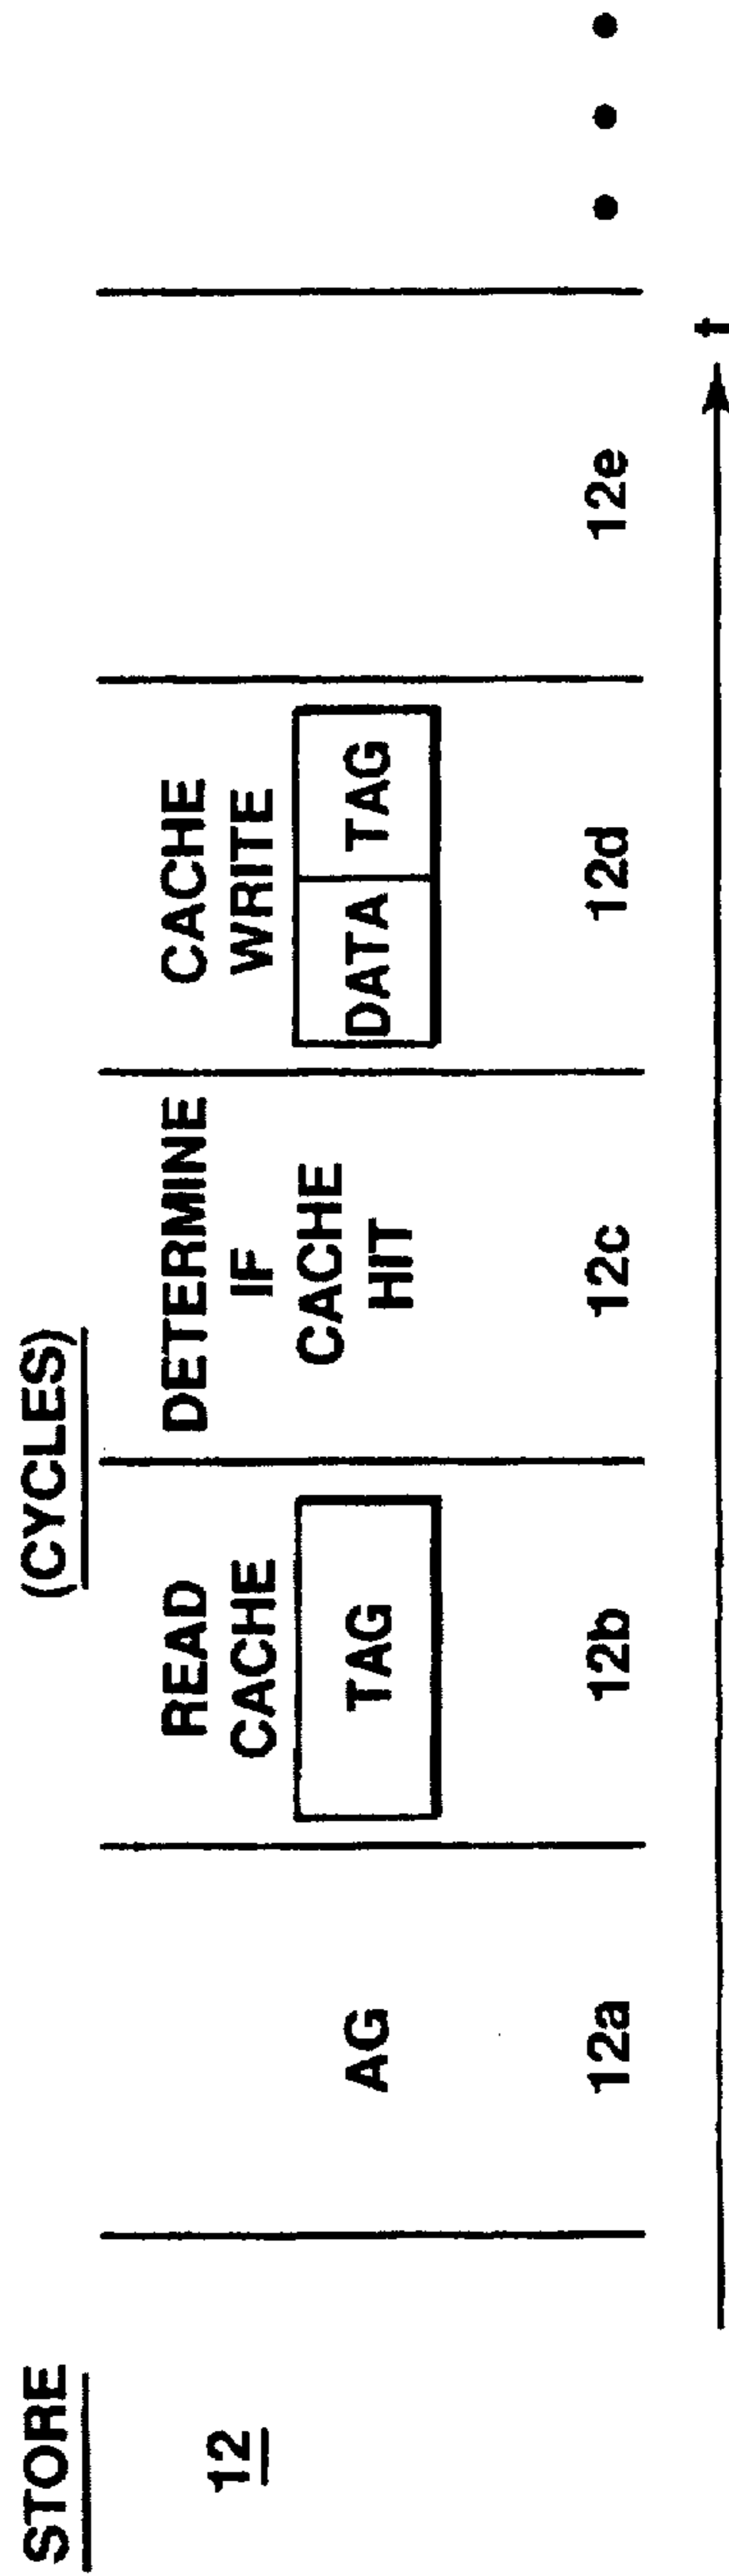 STORE
(CYCLES)
12
AG
READ
CACHE
TAG
DETERMINE
IF
CACHE
HIT
CACHE
WRITE
DATA TAG
12a
12b
12c
12d
12e
t